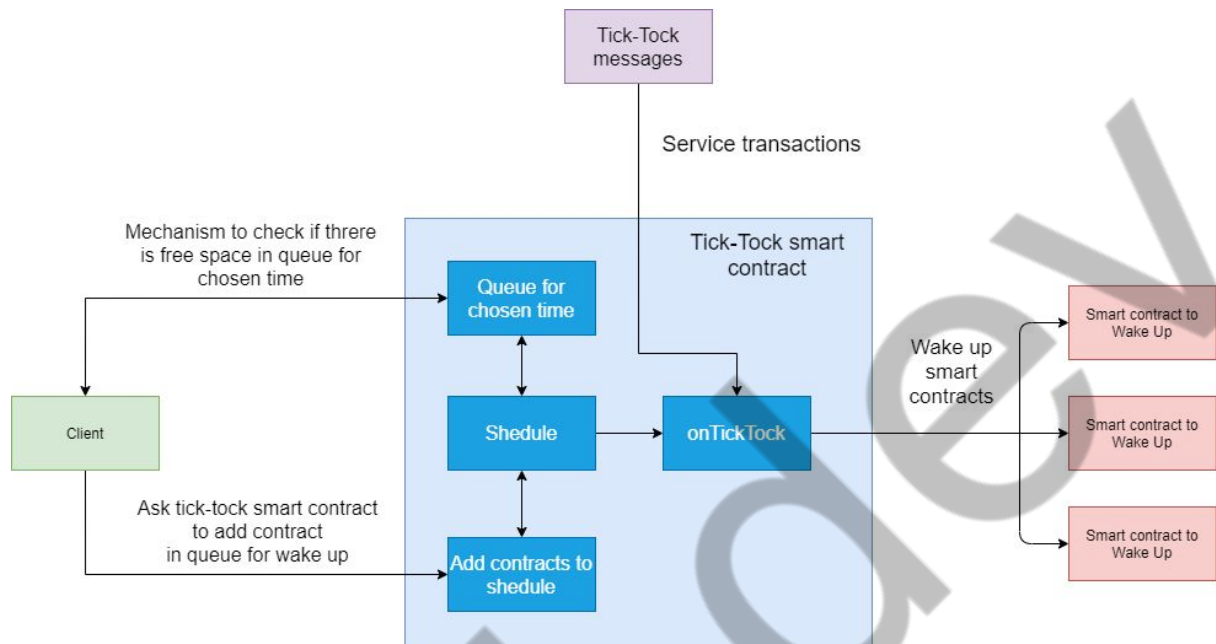 Tick-Tock
messages
Service transactions
Mechanism to check if threre
is free space in queue for
chosen time
Tick-Tock smart
contract
Queue for
chosen time
Smart contract to
Wake Up
Wake up
smart
contracts
Client
Shedule
onTickTock
Smart contract to
Wake Up
Ask tick-tock smart contract
to add contract
in queue for wake up
Add contracts to
shedule
Smart contract to
Wake Up
dev